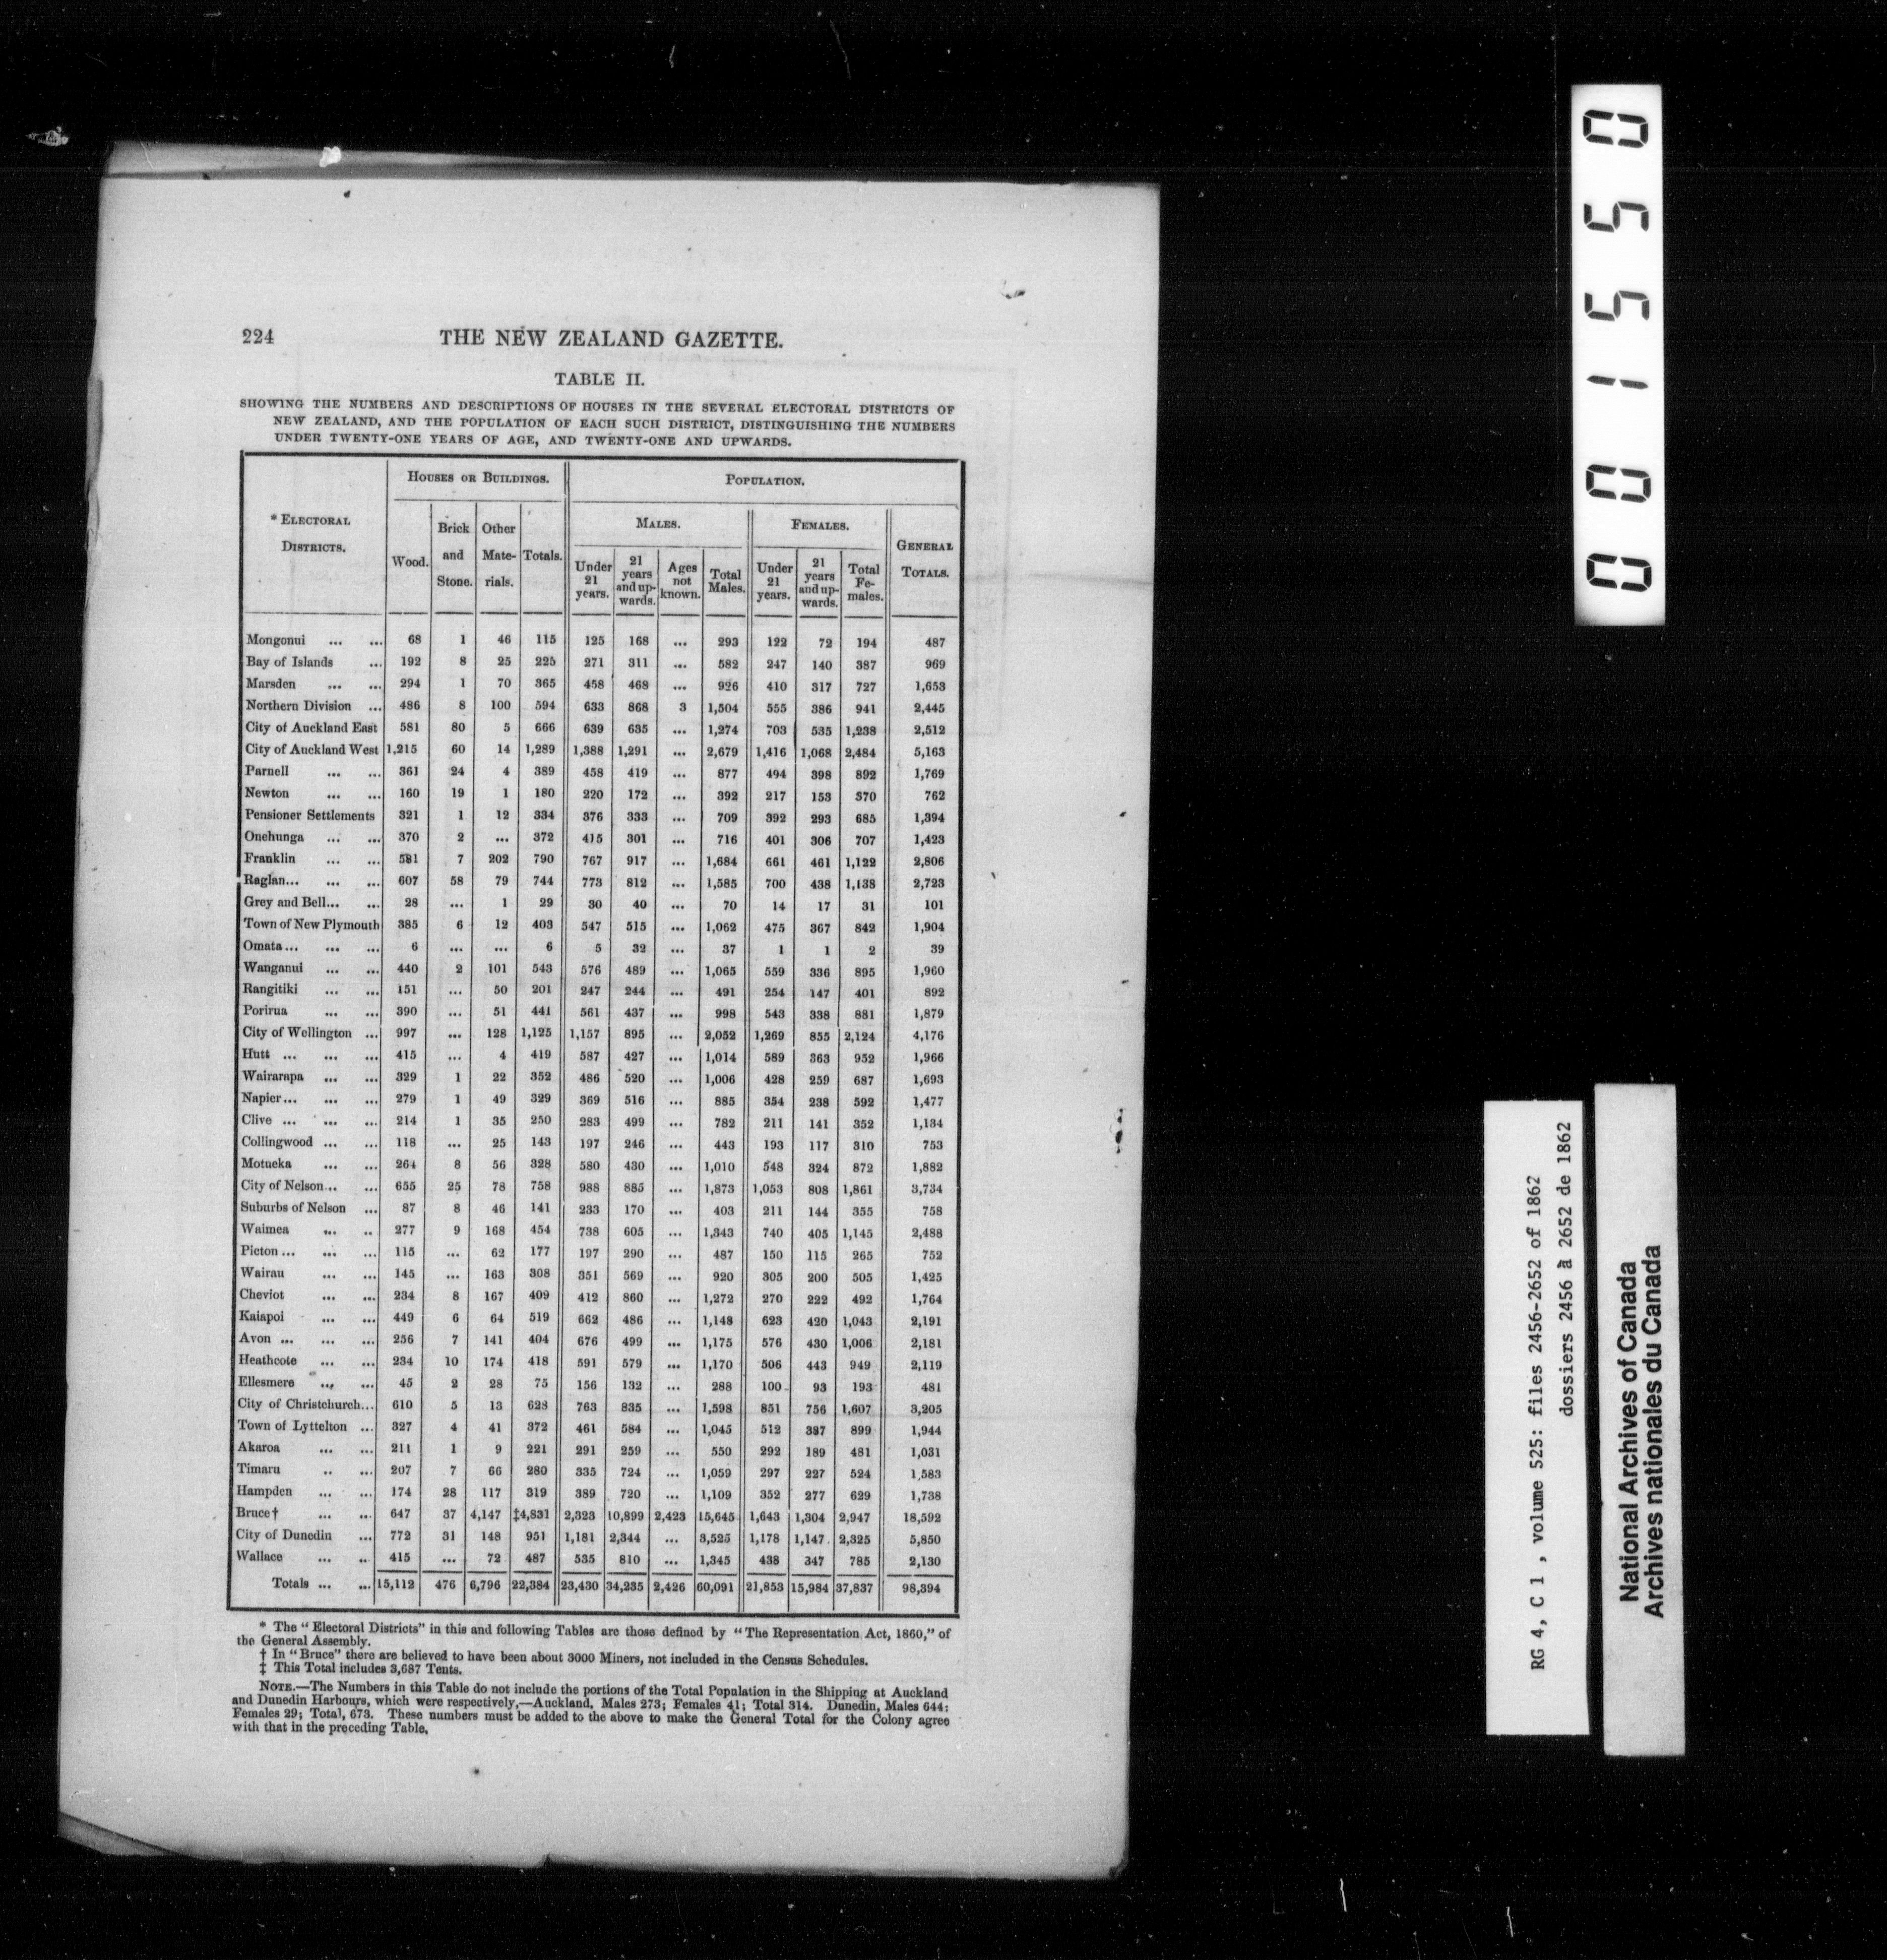 224 THE NEW ZEALAND GAZETTE.
TABLE II.
SHOWING THE NUMBERS AND DESCRIPTIONS OF HOUSES IN THE SEVERAL ELECTORAL DISTRICTS OF
NEW ZEALAND, AND THE POPULATION OF EACH SUCH DISTRICT, DISTINGUISHING THE NUMBERS
UNDER TWENTY-ONE YEARS OF AGE, AND TWENTY-ONE AND UPWARDS.
* ELECTORAL DISTRICTS.
HOUSES OR BUILDINGS.
POPULATION.
MALES.
FEMALES.
GENERAL TOTALS.
Wood.
Brick and Stone.
Other Mate-rials.
Totals.
Under 21 years.
21 years and up-wards.
Ages not known.
Total Males.
Under 21 years.
21 years and up-wards.
Total Fe-males.
Mongonui ... ... 68 1 46 115 125 168 ... 293 122 72 194 487
Bay of Islands ... 192 8 25 225 271 311 ... 582 247 140 387 969
Marsden ... ... 294 1 70 365 458 468 ... 926 410 317 727 1,653
Northern Division ... 486 8 100 594 633 868 3 1,504 555 386 941 2,445
City of Auckland East 581 80 5 666 639 635 ... 1,274 703 535 1,238 2,512
City of Auckland West 1,215 60 14 1,289 1,388 1,291 ... 2,679 1,416 1,068 2,484 5,163
Parnell ... ... 361 24 4 389 458 419 ... 877 494 398 892 1,769
Newton ... ... 160 19 1 180 220 172 ... 392 217 153 370 762
Pensioner Settlements 321 1 12 334 376 333 ... 709 392 293 685 1,394
Onehunga ... ... 370 2 ... 372 415 301 ... 716 401 306 707 1,423
Franklin ... ... 581 7 202 790 767 917 ... 1,684 661 461 1,122 2,806
Raglan... ... ... 607 58 79 744 773 812 ... 1,585 700 438 1,138 2,723
Grey and Bell... ... 28 ... 1 29 30 40 ... 70 14 17 31 101
Town of New Plymouth 385 6 12 403 547 515 ... 1,062 475 367 842 1,904
Omata... ... ... 6 ... ... 6 5 32 ... 37 1 1 2 39
Wanganui ... ... 440 2 101 543 576 489 ... 1,065 559 336 895 1,960
Rangitiki ... ... 151 ... 50 201 247 244 ... 491 254 147 401 892
Porirua ... ... 390 ... 51 441 561 437 ... 998 543 338 881 1,879
City of Wellington ... 997 ... 128 1,125 1,157 895 ... 2,052 1,269 855 2,124 4,176
Hutt ... ... ... 415 ... 4 419 587 427 ... 1,014 589 363 952 1,966
Wairarapa ... ... 329 1 22 352 486 520 ... 1,006 428 259 687 1,693
Napier... ... ... 279 1 49 329 369 516 ... 885 354 238 592 1,477
Clive ... ... ... 214 1 35 250 283 499 ... 782 211 141 352 1,134
Collingwood ... ... 118 ... 25 143 197 246 ... 443 193 117 310 753
Motueka ... ... 264 8 56 328 580 430 ... 1,010 548 324 872 1,882
City of Nelson... ... 655 25 78 758 988 885 ... 1,873 1,053 808 1,861 3,734
Suburbs of Nelson ... 87 8 46 141 233 170 ... 403 211 144 355 758
Waimea ... .. 277 9 168 454 738 605 ... 1,343 740 405 1,145 2,488
Picton ... ... ... 115 ... 62 177 197 290 ... 487 150 115 265 752
Wairau ... ... 145 ... 163 308 351 569 ... 920 305 200 505 1,425
Cheviot ... ... 234 8 167 409 412 860 ... 1,272 270 222 492 1,764
Kaiapoi ... ... 449 6 64 519 662 486 ... 1,148 623 420 1,043 2,191
Avon ... ... ... 256 7 141 404 676 499 ... 1,175 576 430 1,006 2,181
Heathcote ... ... 234 10 174 418 591 579 ... 1,170 506 443 949 2,119
Ellesmere ... ... 45 2 28 75 156 132 ... 288 100 93 193 481
City of Christchurch... 610 5 13 628 763 835 ... 1,598 851 756 1,607 3,205
Town of Lyttelton ... 327 4 41 372 461 584 ... 1,045 512 387 899 1,944
Akaroa ... ... 211 1 9 221 291 259 ... 550 292 189 481 1,031
Timaru .. ... 207 7 66 280 335 724 ... 1,059 297 227 524 1,583
Hampden ... ... 174 28 117 319 389 720 ... 1,109 352 277 629 1,738
Bruce† ... ... 647 37 4,147 ‡4,831 2,323 10,899 2,423 15,645 1,643 1,304 2,947 18,592
City of Dunedin ... 772 31 148 951 1,181 2,344 ... 3,525 1,178 1,147 2,325 5,850
Wallace ... .. 415 ... 72 487 535 810 ... 1,345 438 347 785 2,130
Totals ... ... 15,112 476 6,796 22,384 23,430 34,235 2,426 60,091 21,853 15,984 37,837 98,394
* The "Electoral Districts" in this and following Tables are those defined by "The Representation Act, 1860," of
the General Assembly.
† In "Bruce" there are believed to have been about 3000 Miners, not included in the Census Schedules.
‡ This Total includes 3,687 Tents.
NOTE.—The Numbers in this Table do not include the portions of the Total Population in the Shipping at Auckland
and Dunedin Harbours, which were respectively,—Auckland, Males 273; Females 41; Total 314. Dunedin, Males 644:
Females 29; Total, 673. These numbers must be added to the above to make the General Total for the Colony agree
with that in the preceding Table.
001550
RG 4, C 1 , volume 525: files 2456-2652 of 1862
dossiers 2456 à 2652 de 1862
National Archives of Canada
Archives nationales du Canada